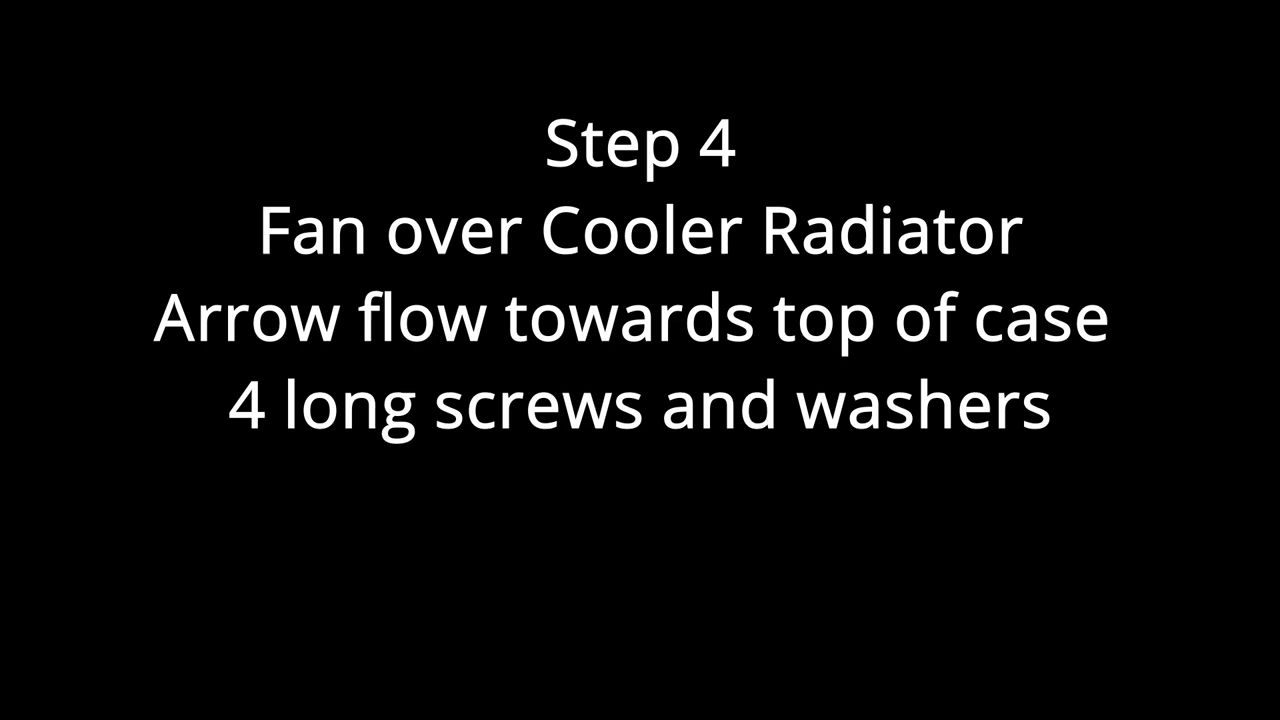 Step 4
Fan over Cooler Radiator
Arrow flow towards top of case
4 long screws and washers